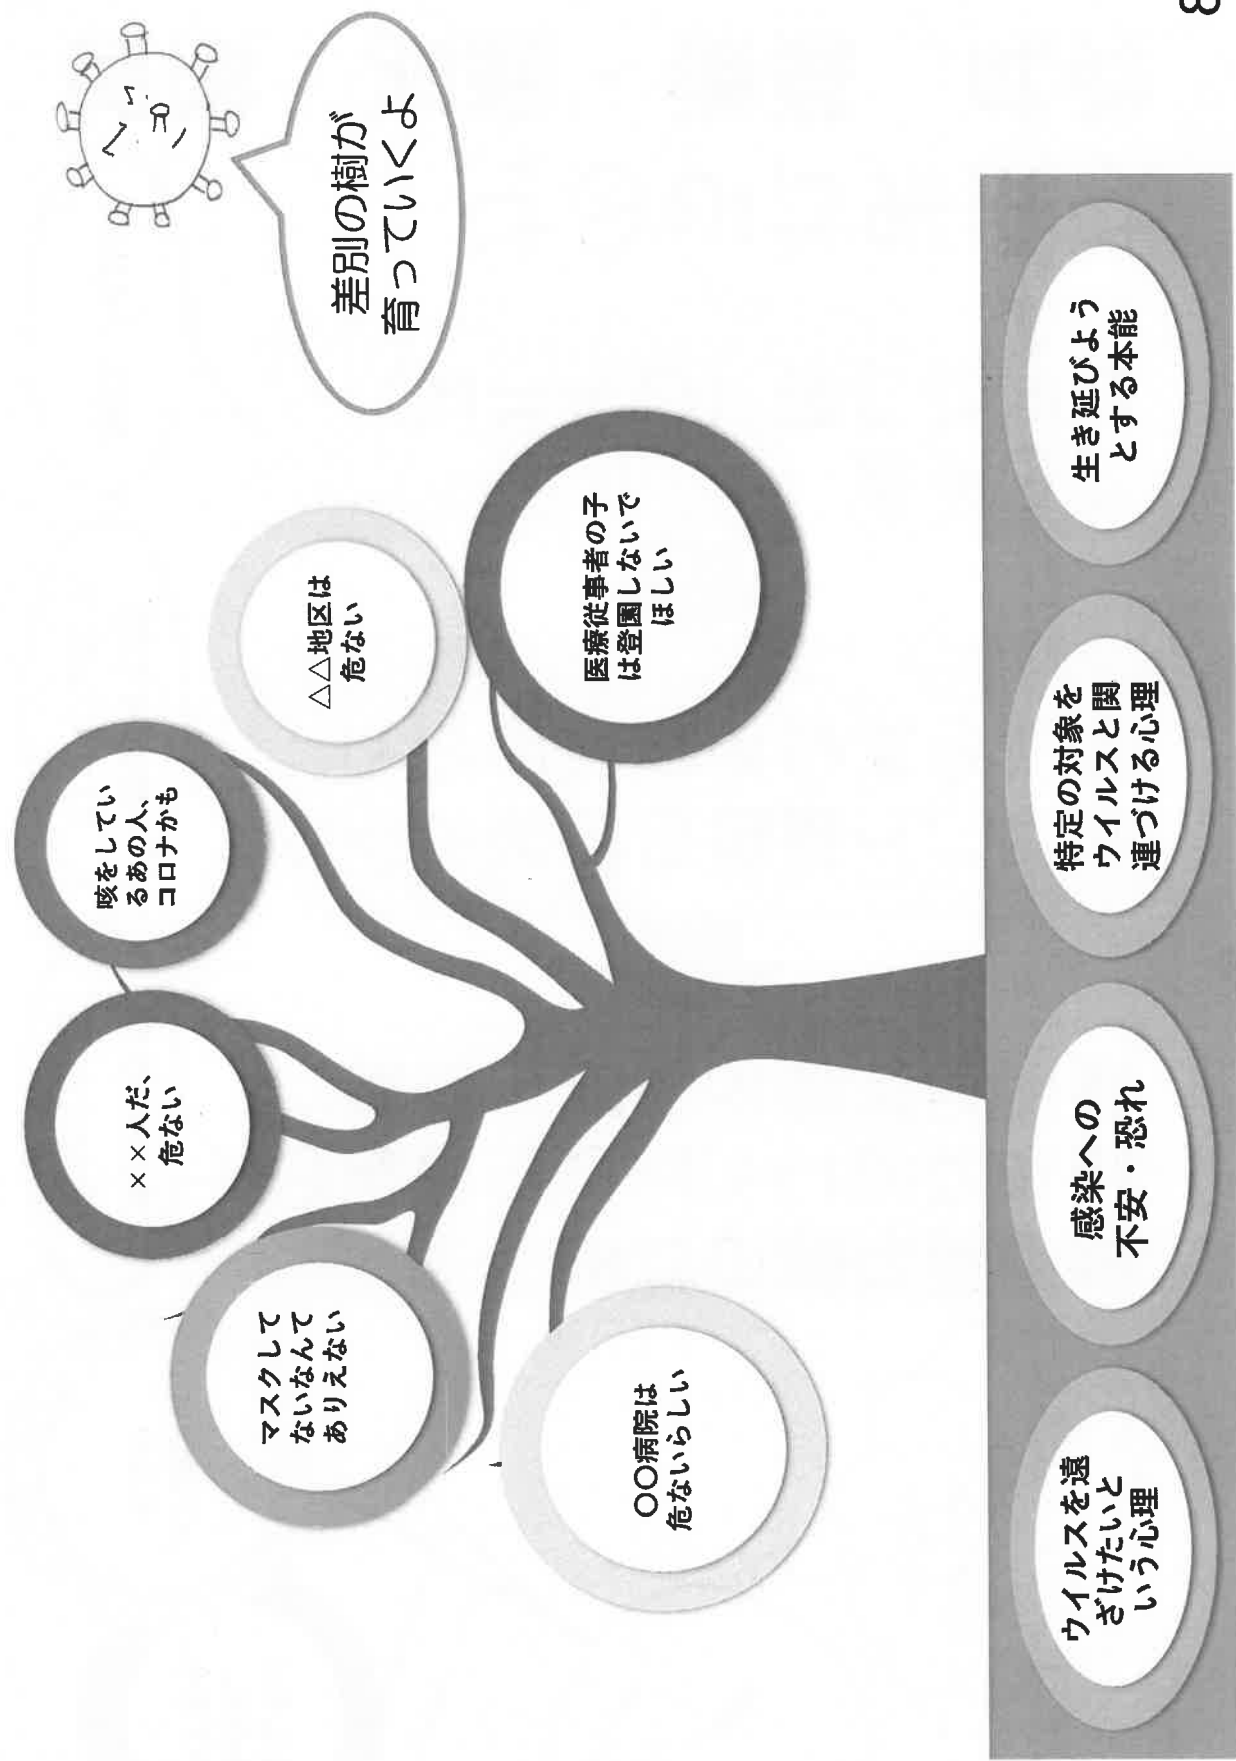 差別の樹が
育っていくよ
咳をしてい
るあの人、
コロナかも
××人だ、
危ない
△△地区は
危ない
マスクして
ないなんて
ありえない
医療従事者の子
は登園しないで
ほしい
〇〇病院は
危ないらしい
ウイルスを遠
ざけたいと
いう心理
感染への
不安・恐れ
特定の対象を
ウイルスと関
連づける心理
生き延びよう
とする本能
8